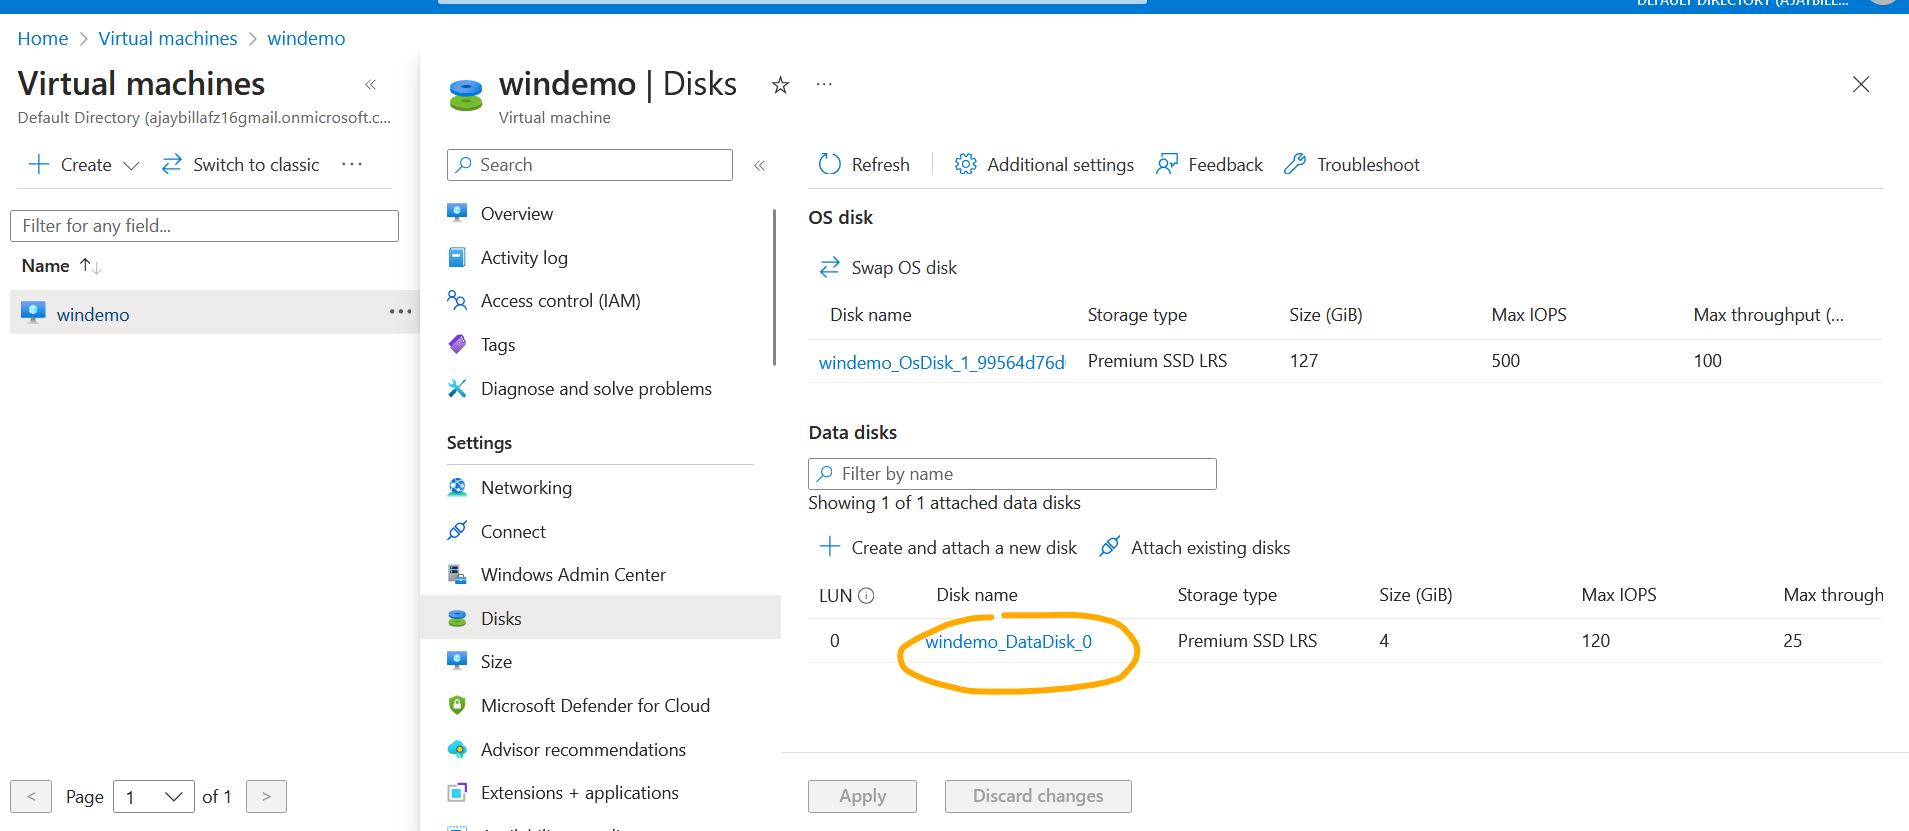 DEFAULT DIRECTORY (AJAYBILL...
Home > Virtual machines > windemo
Virtual machines «
Default Directory (ajaybillafz16gmail.onmicrosoft.c...
+ Create Switch to classic ...
Filter for any field...
Name ↑↓
windemo ...
< Page 1 of 1 >
windemo | Disks ...
Virtual machine
Search «
Overview
Activity log
Access control (IAM)
Tags
Diagnose and solve problems
Settings
Networking
Connect
Windows Admin Center
Disks
Size
Microsoft Defender for Cloud
Advisor recommendations
Extensions + applications
Refresh Additional settings Feedback Troubleshoot
OS disk
Swap OS disk
Disk name Storage type Size (GiB) Max IOPS Max throughput (...
windemo_OsDisk_1_99564d76d Premium SSD LRS 127 500 100
Data disks
Filter by name
Showing 1 of 1 attached data disks
+ Create and attach a new disk Attach existing disks
LUN Disk name Storage type Size (GiB) Max IOPS Max through
0 windemo_DataDisk_0 Premium SSD LRS 4 120 25
Apply Discard changes